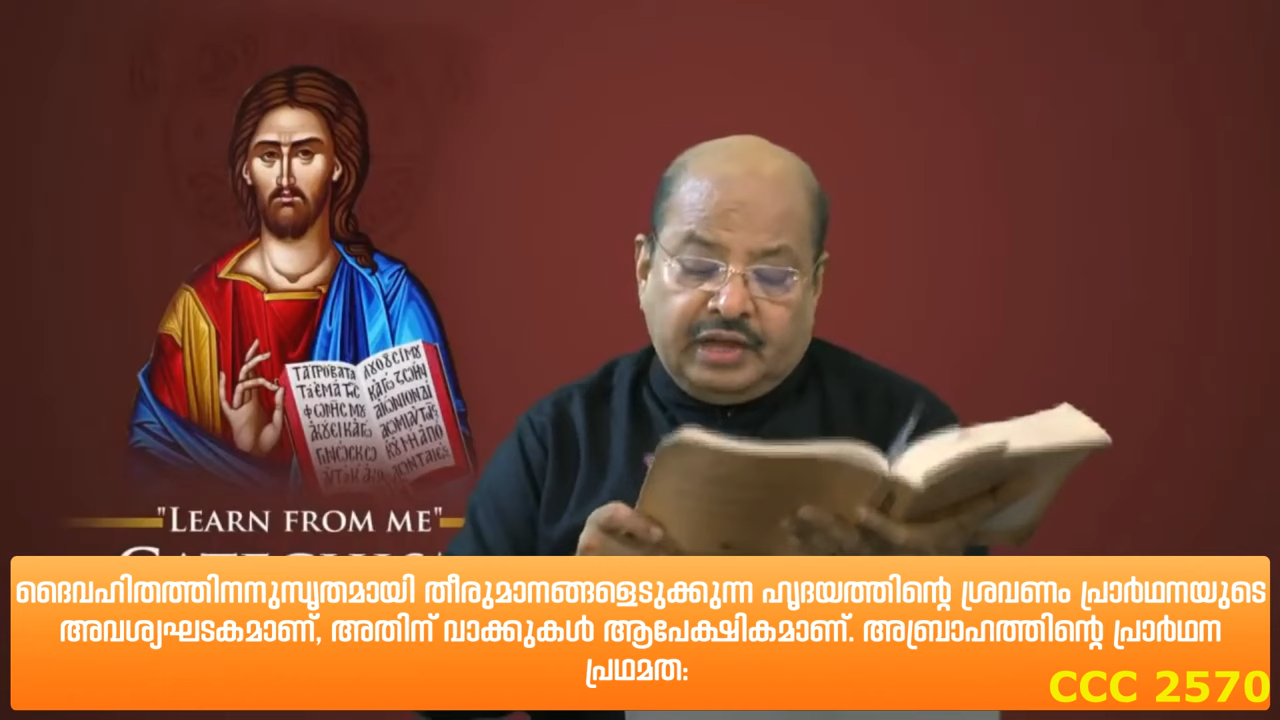 "LEARN FROM ME"
ദൈവഹിതത്തിനനുസൃതമായി തീരുമാനങ്ങളെടുക്കുന്ന ഹൃദയത്തിന്റെ ശ്രവണം പ്രാർഥനയുടെ
അവശ്യഘടകമാണ്, അതിന് വാക്കുകൾ ആപേക്ഷികമാണ്. അബ്രാഹത്തിന്റെ പ്രാർഥന
പ്രഥമത:
CCC 2570